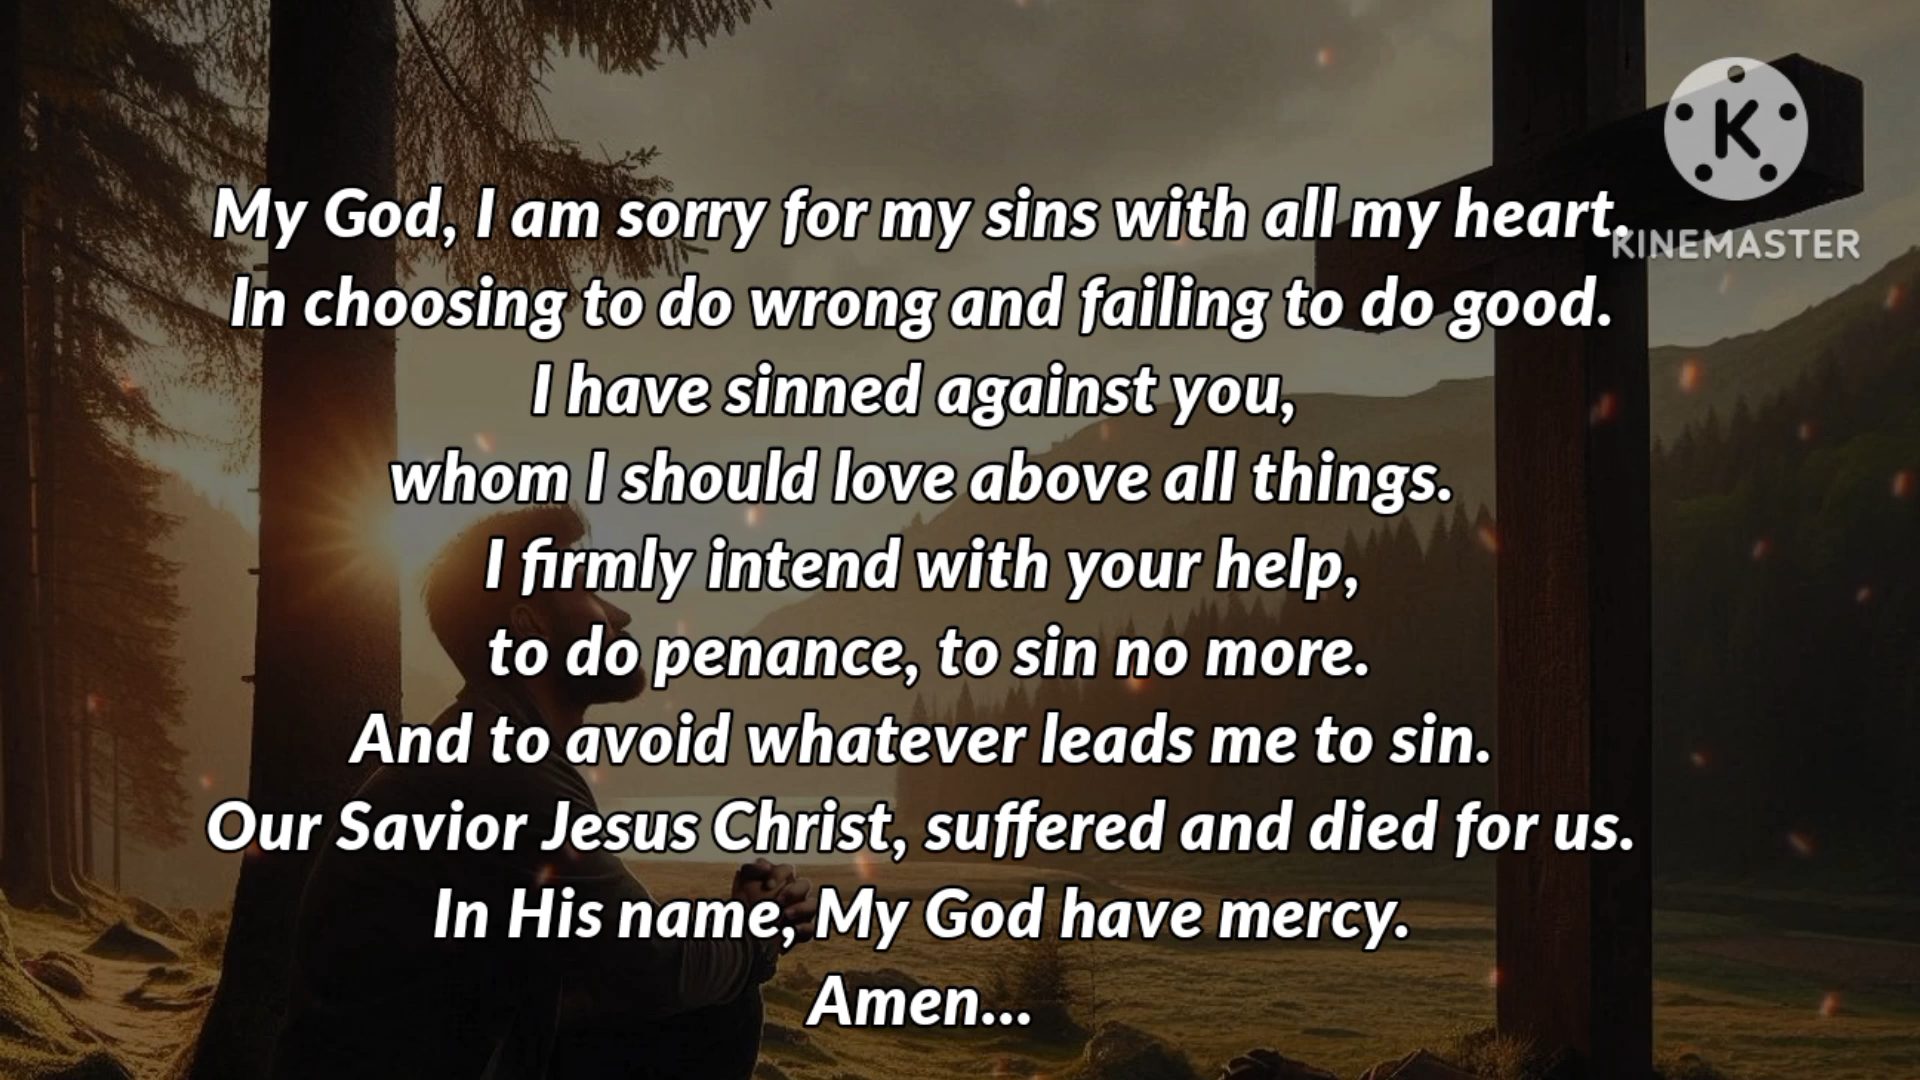 K
KINEMASTER
My God, I am sorry for my sins with all my heart.
In choosing to do wrong and failing to do good.
I have sinned against you,
whom I should love above all things.
I firmly intend with your help,
to do penance, to sin no more.
And to avoid whatever leads me to sin.
Our Savior Jesus Christ, suffered and died for us.
In His name, My God have mercy.
Amen...